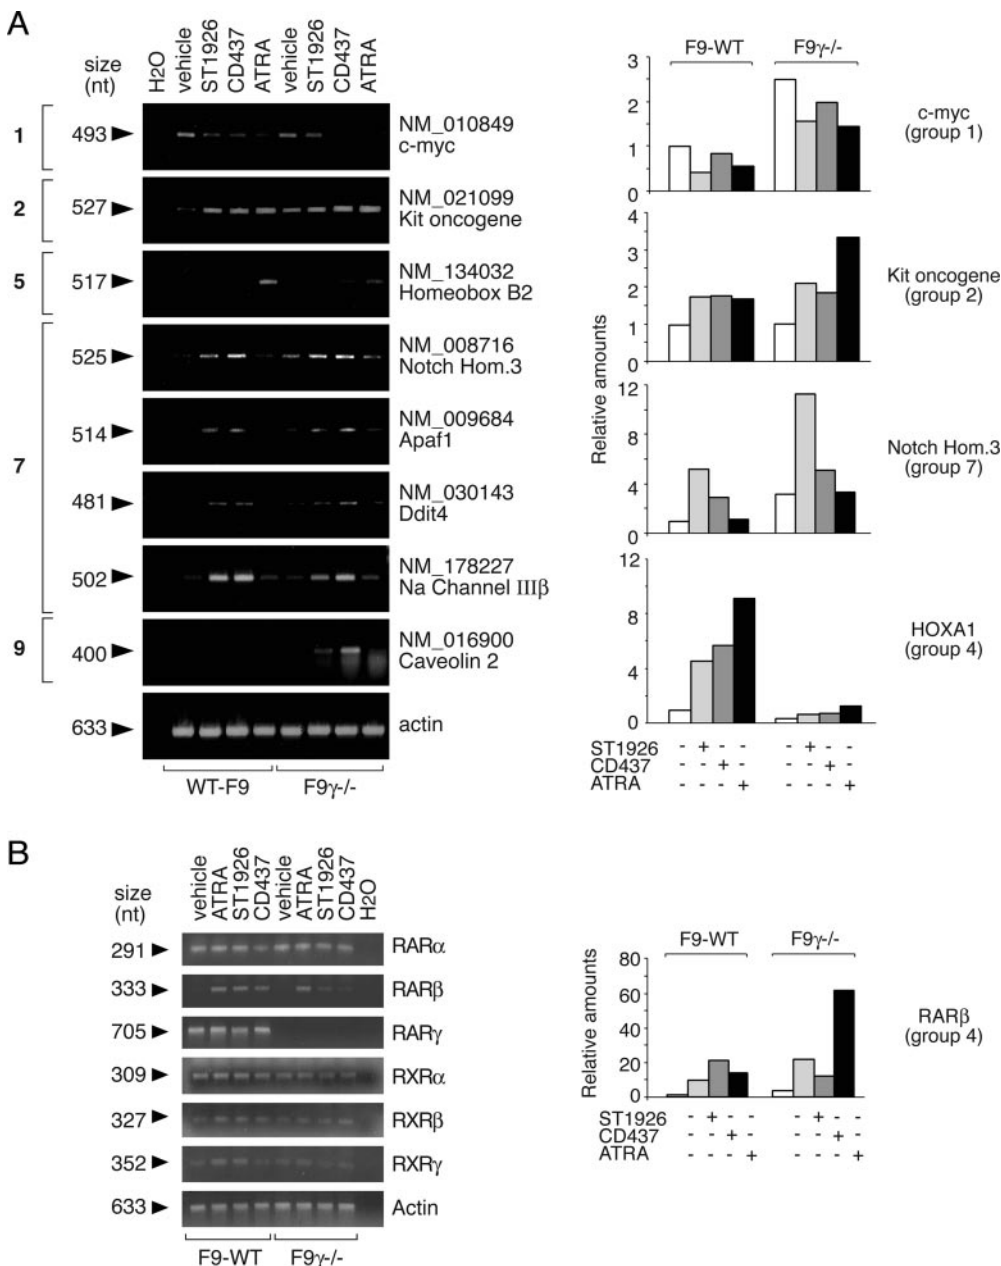 A
size
(nt)
H2O
vehicle
ST1926
CD437
ATRA
vehicle
ST1926
CD437
ATRA
1
493
NM_010849
c-myc
2
527
NM_021099
Kit oncogene
5
517
NM_134032
Homeobox B2
7
525
NM_008716
Notch Hom.3
514
NM_009684
Apaf1
481
NM_030143
Ddit4
502
NM_178227
Na Channel IIIβ
9
400
NM_016900
Caveolin 2
633
actin
WT-F9
F9γ-/-
F9-WT
F9γ-/-
3
2
1
0
c-myc
(group 1)
4
3
2
1
0
Kit oncogene
(group 2)
Relative amounts
12
8
4
0
Notch Hom.3
(group 7)
12
8
4
0
HOXA1
(group 4)
ST1926 - + - - - + - -
CD437 - - + - - - + -
ATRA - - - + - - - +
B
size
(nt)
vehicle
ATRA
ST1926
CD437
vehicle
ATRA
ST1926
CD437
H2O
291
RARα
333
RARβ
705
RARγ
309
RXRα
327
RXRβ
352
RXRγ
633
Actin
F9-WT
F9γ-/-
F9-WT
F9γ-/-
Relative amounts
80
60
40
20
0
RARβ
(group 4)
ST1926 - - + - - - + - -
CD437 - - - + - - - + -
ATRA - - - + - - - +